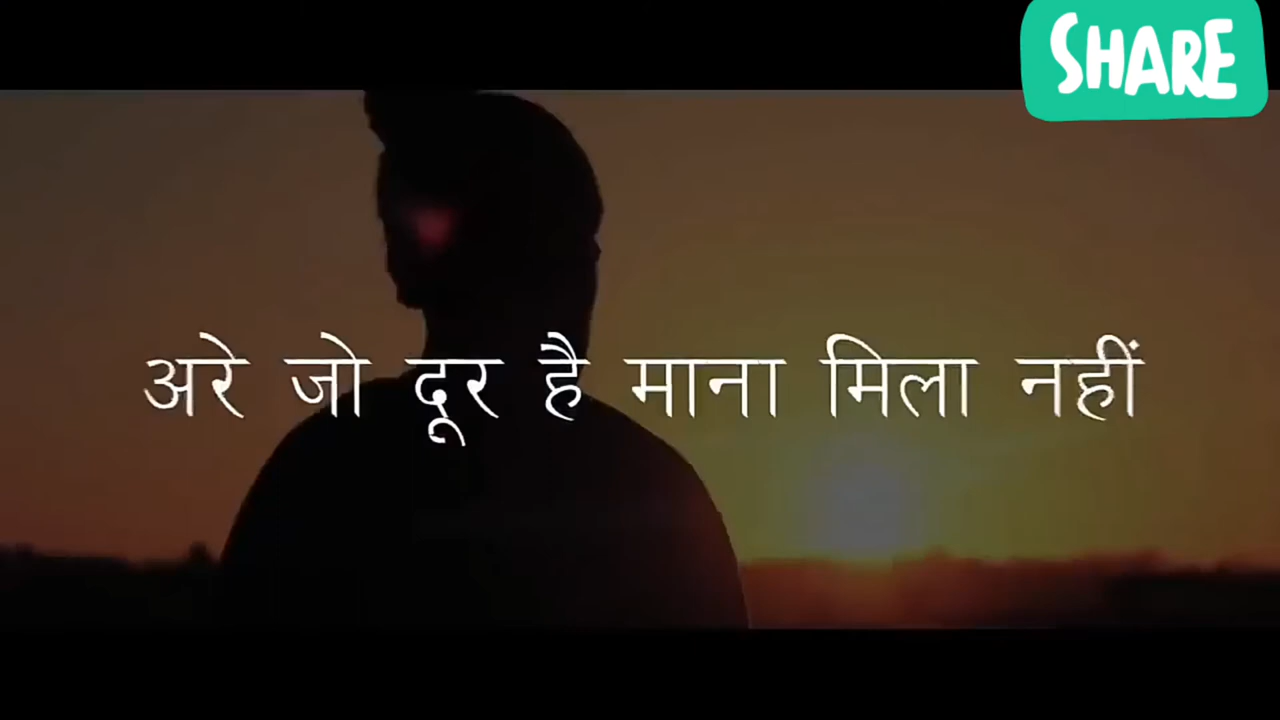 SHARE
अरे जो दूर है माना मिला नहीं